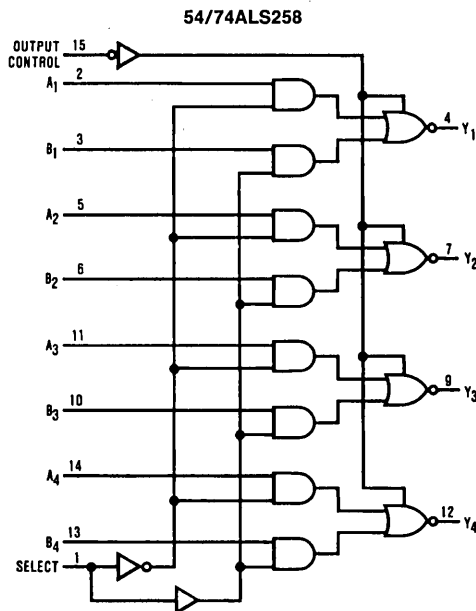 54/74ALS258
OUTPUT CONTROL 15
A1 2
4 Y1
B1 3
A2 5
7 Y2
B2 6
A3 11
9 Y3
B3 10
A4 14
12 Y4
B4 13
SELECT 1